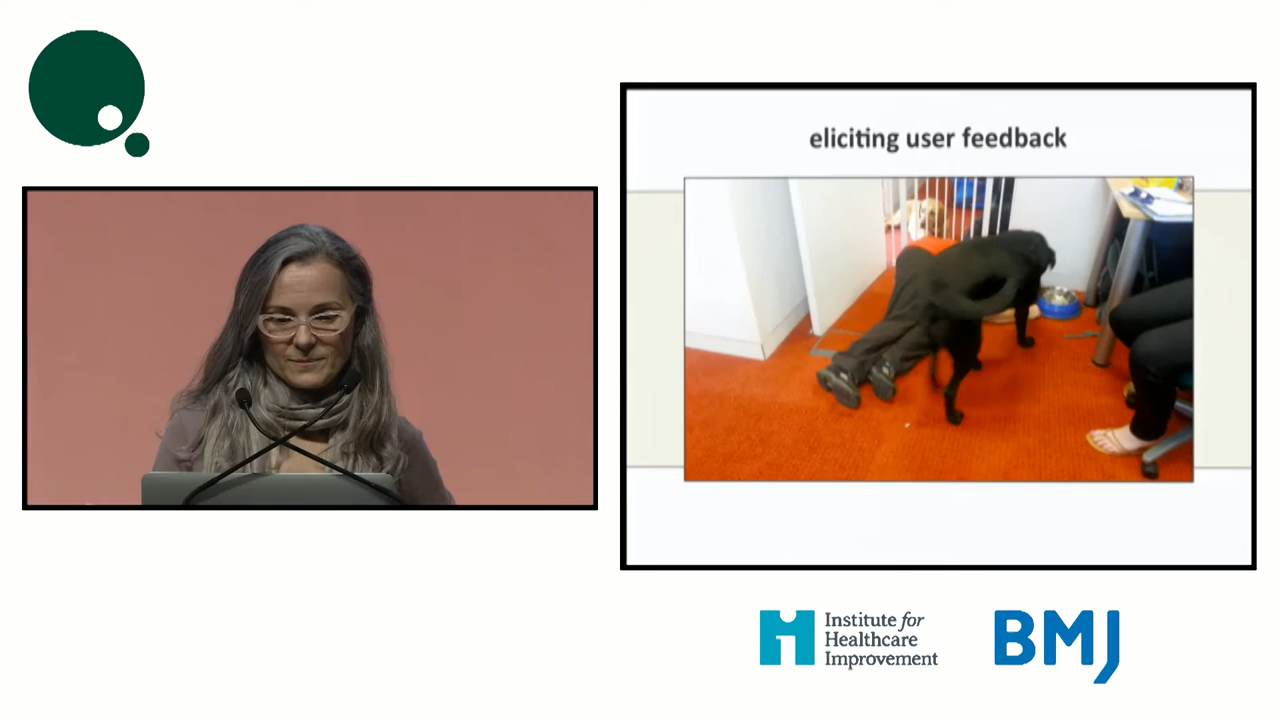 eliciting user feedback
Institute for
Healthcare
Improvement
BMJ